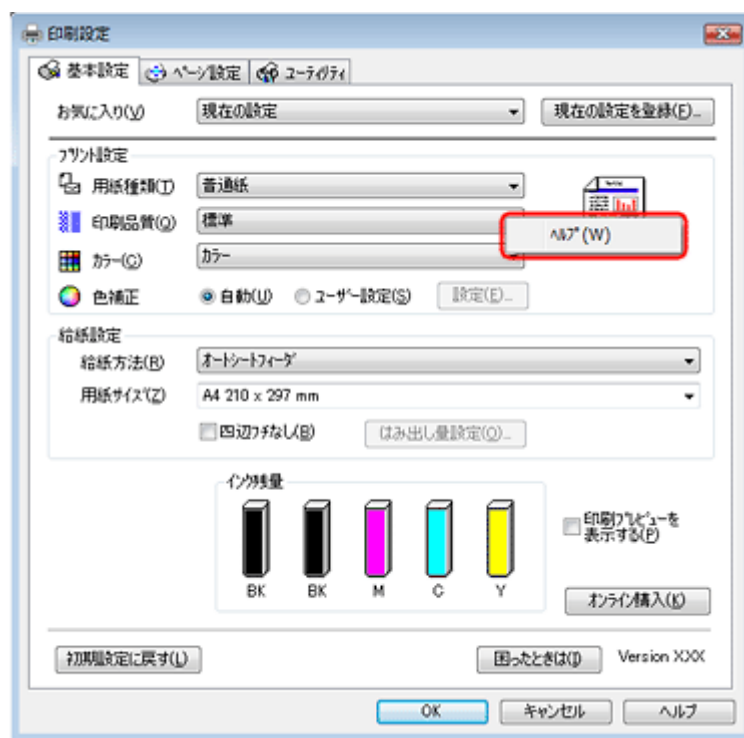 印刷設定
基本設定 ページ設定 ユーティリティ
お気に入り(V) 現在の設定 現在の設定を登録(F)...
プリント設定
用紙種類(T) 普通紙
印刷品質(Q) 標準
ヘルプ(W)
カラー(C) カラー
色補正 自動(U) ユーザー設定(S) 設定(E)...
給紙設定
給紙方法(R) オートシートフィーダ
用紙サイズ(Z) A4 210 x 297 mm
四辺フチなし(B) はみ出し量設定(O)...
インク残量
印刷プレビューを
表示する(P)
BK BK M C Y
オンライン購入(K)
初期設定に戻す(L) 困ったときは(I) Version XXX
OK キャンセル ヘルプ